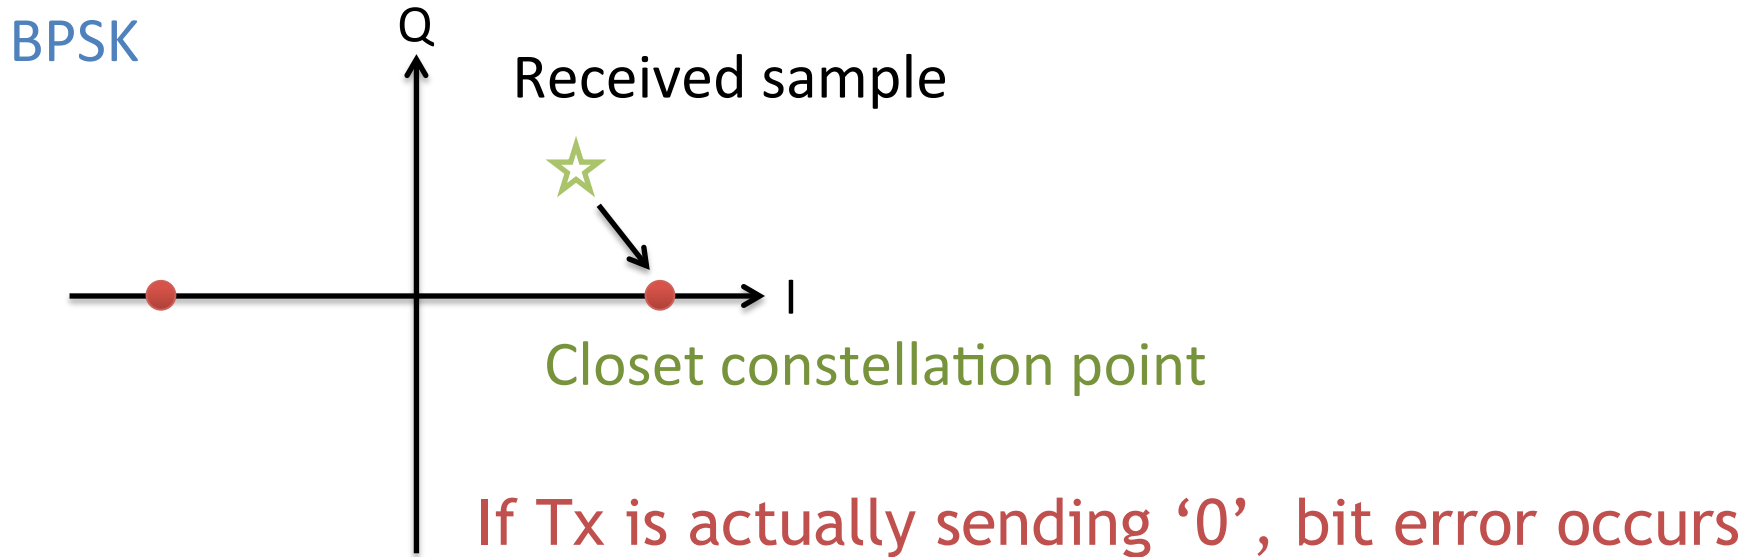 BPSK
Q
Received sample
I
Closet constellation point
If Tx is actually sending ‘0’, bit error occurs